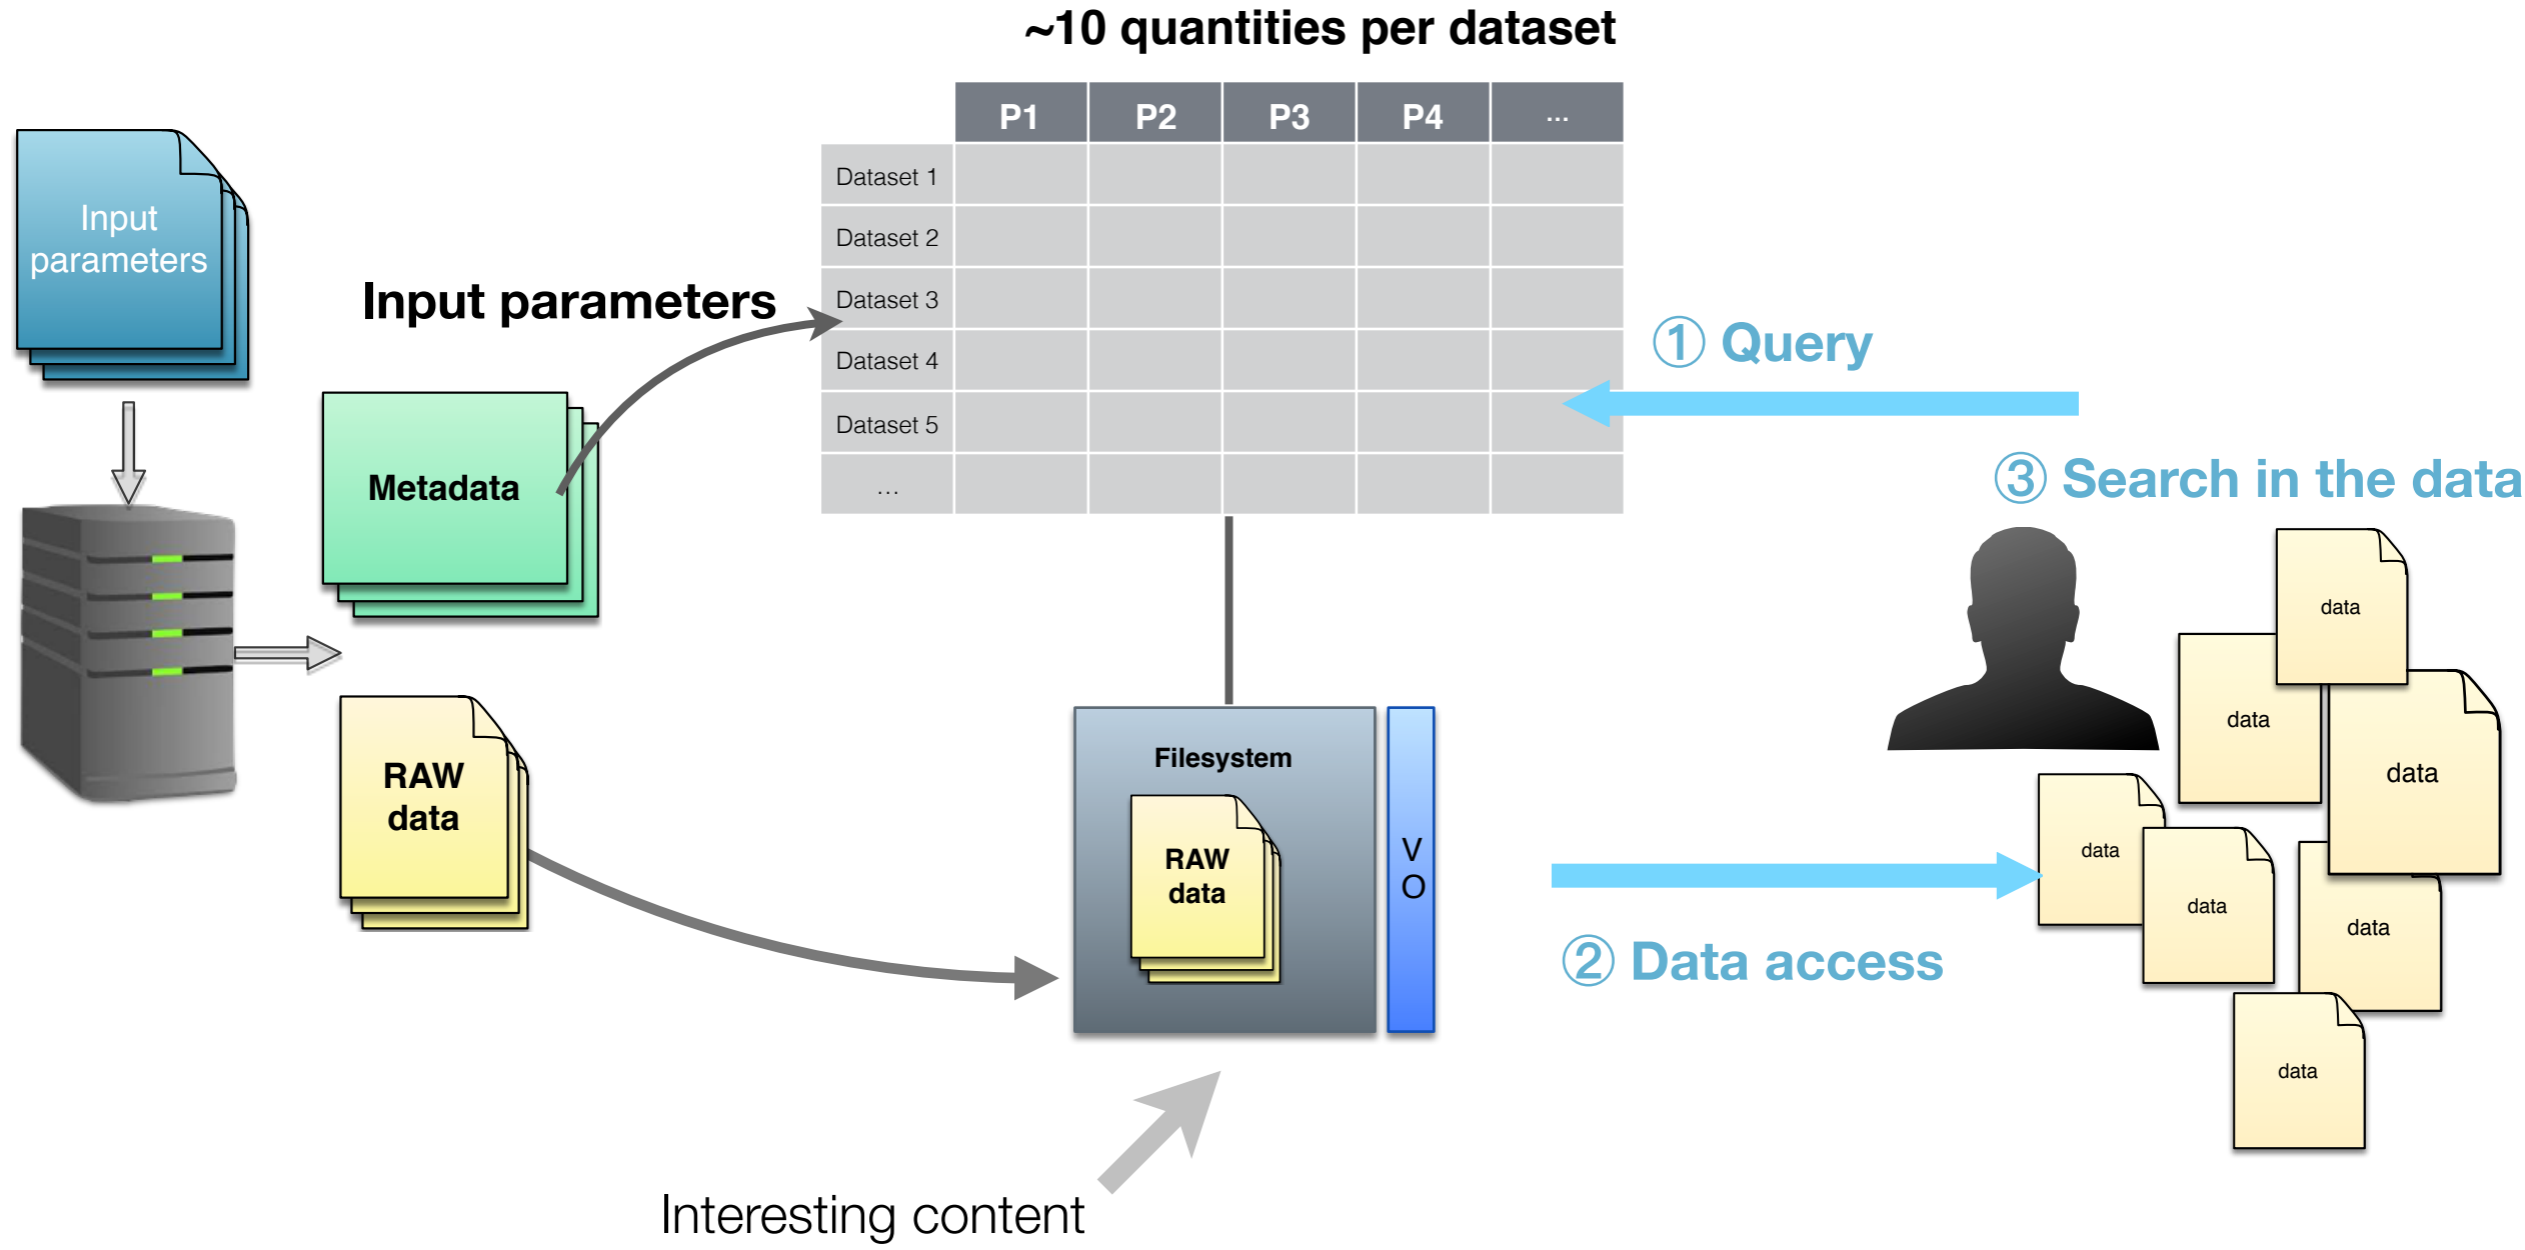 ~10 quantities per dataset
P1 P2 P3 P4 ...
Dataset 1
Dataset 2
Dataset 3
Dataset 4
Dataset 5
...
Input
parameters
Input parameters
Metadata
RAW
data
① Query
③ Search in the data
Filesystem
RAW
data
V
O
② Data access
data
data
data
data
data
data
data
Interesting content